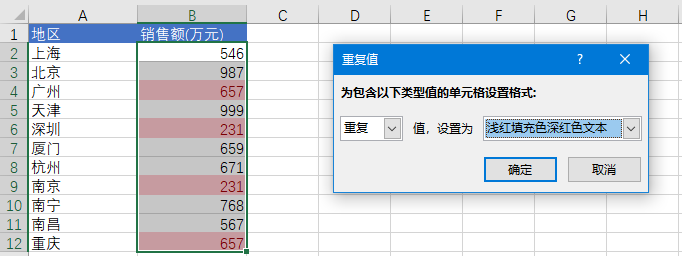 A B C D E F G H
1 地区 销售额(万元)
2 上海 546
3 北京 987
4 广州 657
5 天津 999
6 深圳 231
7 厦门 659
8 杭州 671
9 南京 231
10 南宁 768
11 南昌 567
12 重庆 657
重复值 ? ×
为包含以下类型值的单元格设置格式:
重复 值，设置为 浅红填充色深红色文本
确定 取消